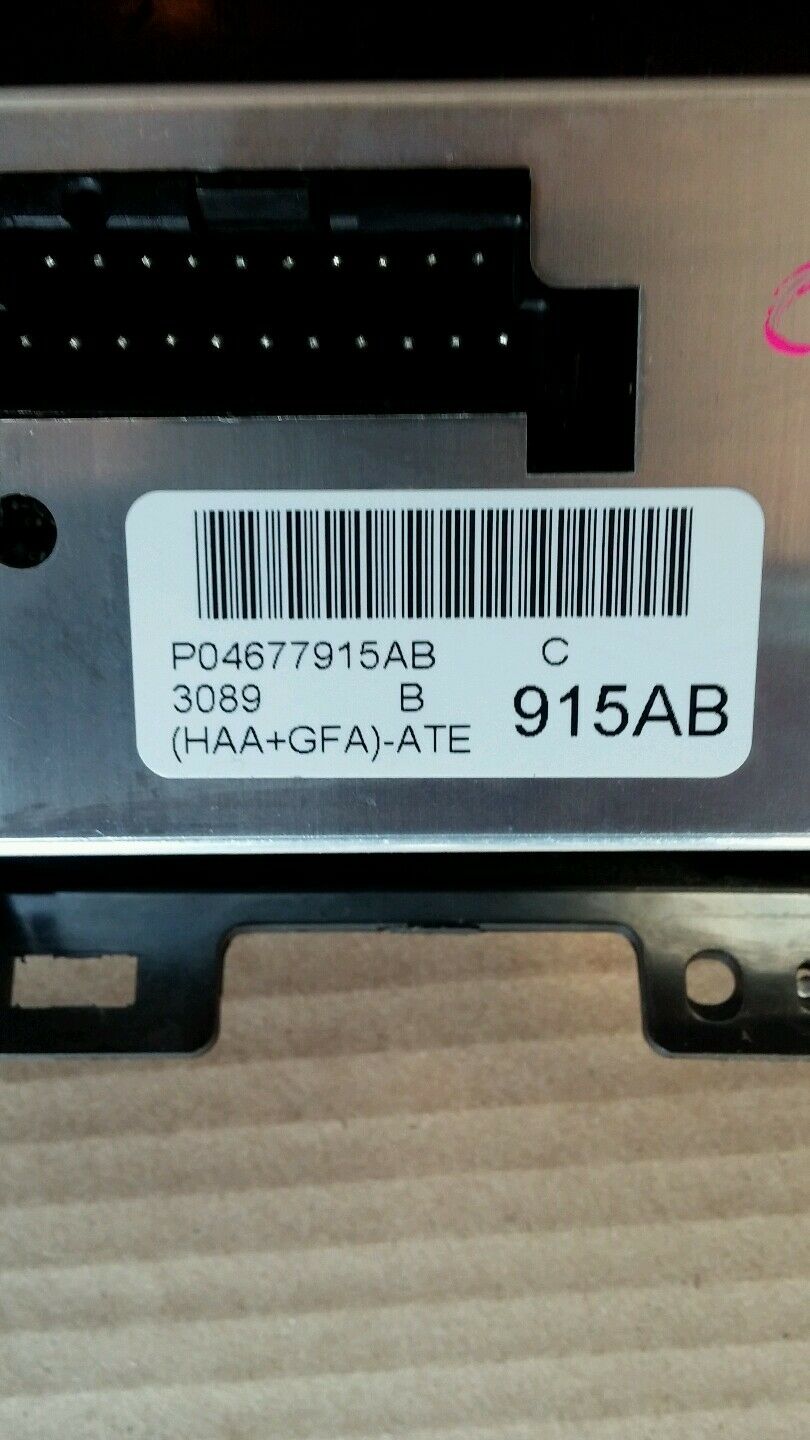 P04677915AB C
3089 B 915AB
(HAA+GFA)-ATE